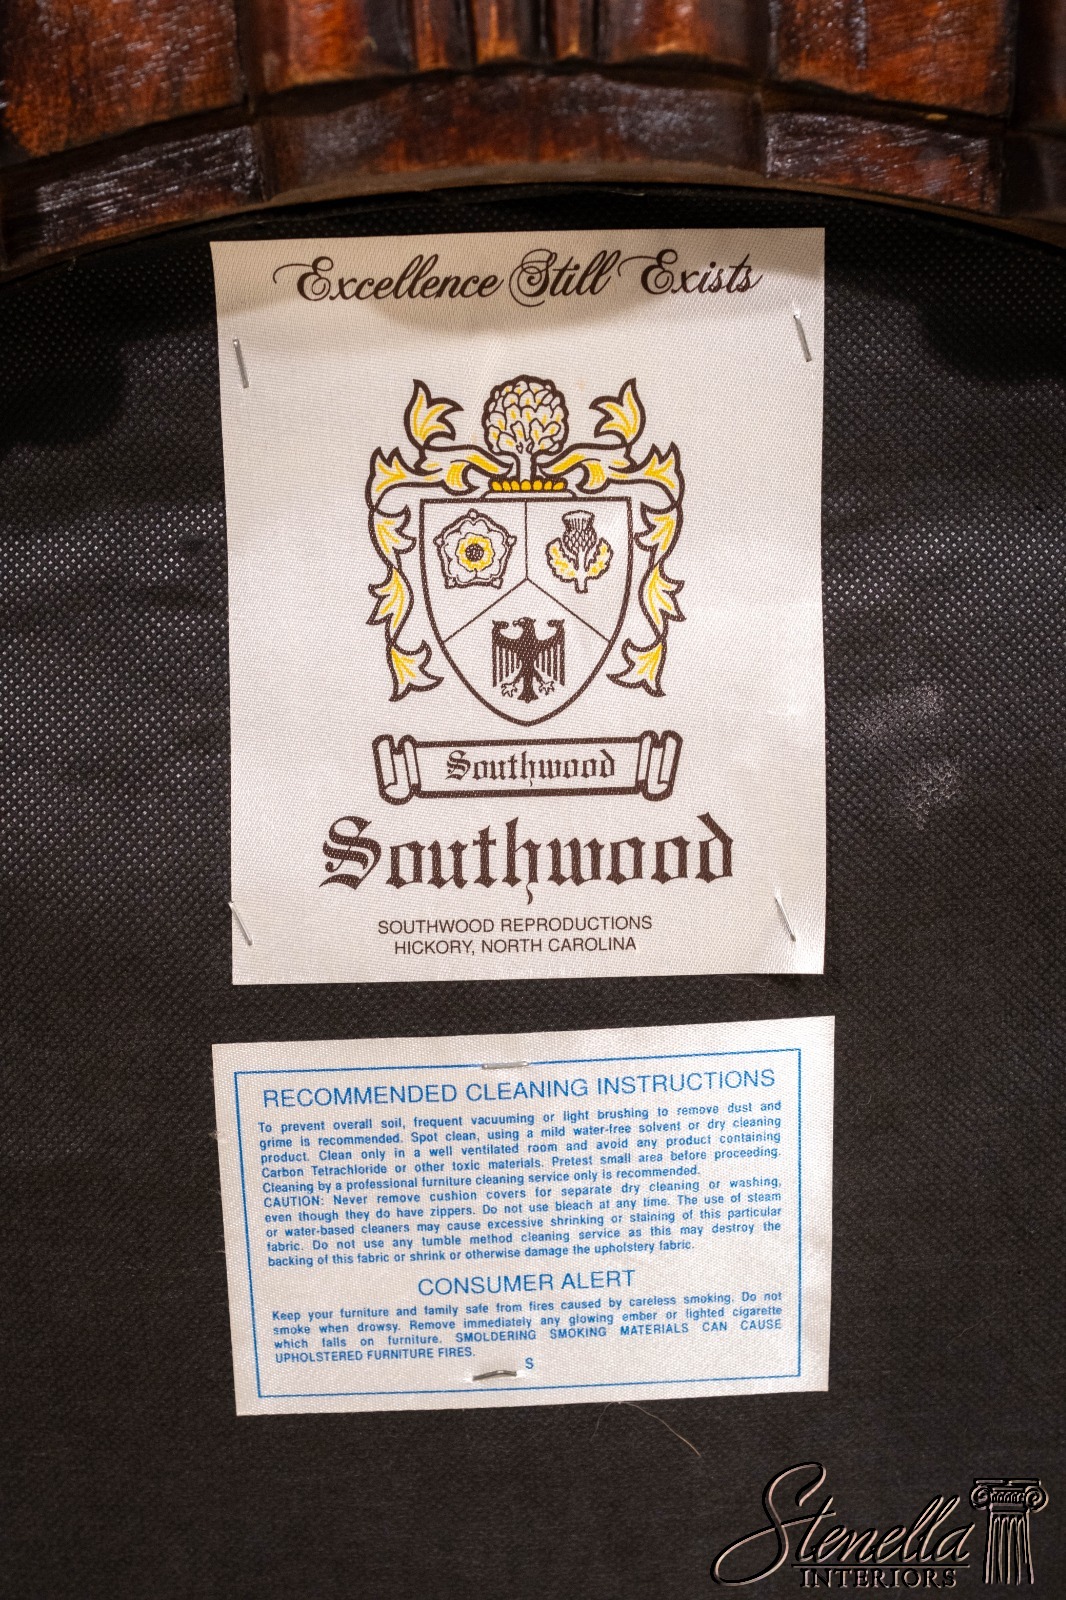 Excellence Still Exists
Southwood
Southwood
SOUTHWOOD REPRODUCTIONS
HICKORY, NORTH CAROLINA
RECOMMENDED CLEANING INSTRUCTIONS
To prevent overall soil, frequent vacuuming or light brushing to remove dust and
grime is recommended. Spot clean, using a mild water-free solvent or dry cleaning
product. Clean only in a well ventilated room and avoid any product containing
Carbon Tetrachloride or other toxic materials. Pretest small area before proceeding.
Cleaning by a professional furniture cleaning service only is recommended.
CAUTION: Never remove cushion covers for separate dry cleaning or washing,
even though they do have zippers. Do not use bleach at any time. The use of steam
or water-based cleaners may cause excessive shrinking or staining of this particular
fabric. Do not use any tumble method cleaning service as this may destroy the
backing of this fabric or shrink or otherwise damage the upholstery fabric.
CONSUMER ALERT
Keep your furniture and family safe from fires caused by careless smoking. Do not
smoke when drowsy. Remove immediately any glowing ember or lighted cigarette
which falls on furniture. SMOLDERING SMOKING MATERIALS CAN CAUSE
UPHOLSTERED FURNITURE FIRES.
S
Stenella
INTERIORS